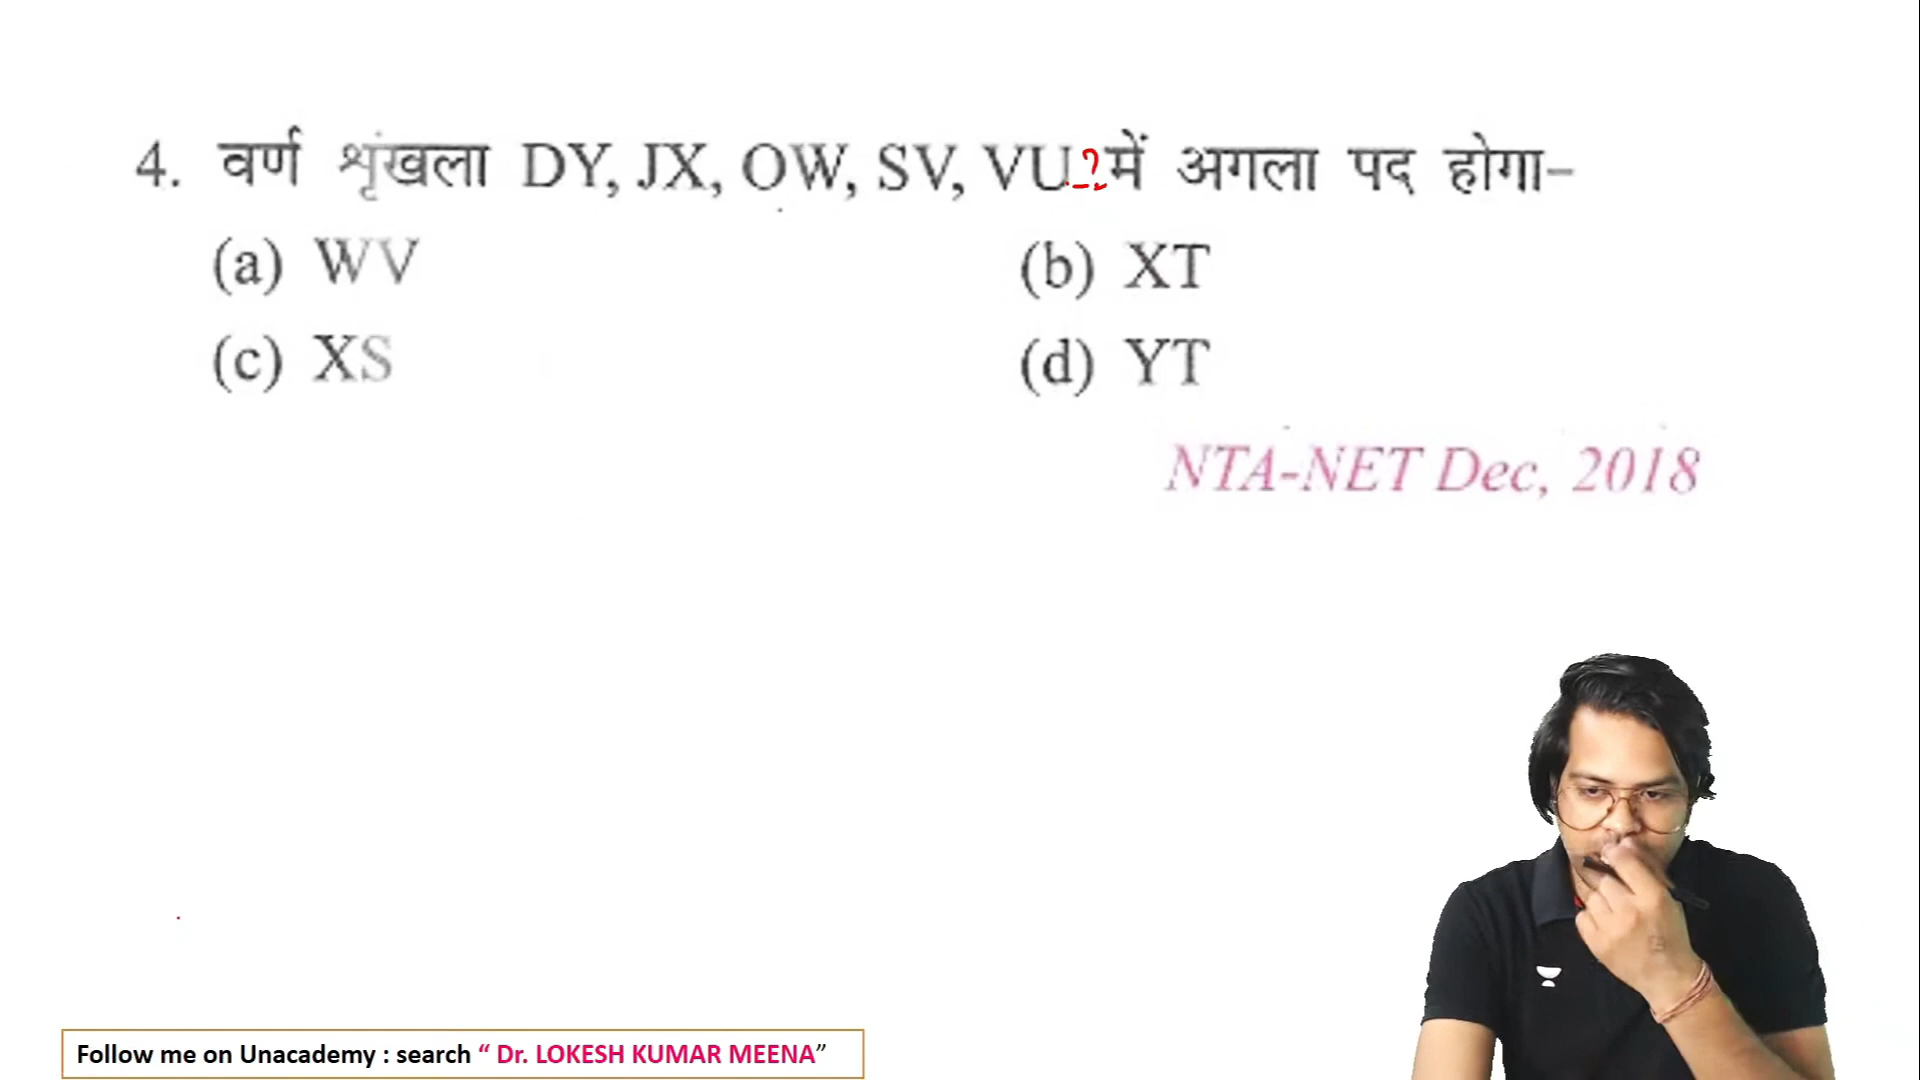 4. वर्ण शृंखला DY, JX, OW, SV, VU ? में अगला पद होगा–
(a) WV (b) XT
(c) XS (d) YT
NTA-NET Dec, 2018
Follow me on Unacademy : search “ Dr. LOKESH KUMAR MEENA”